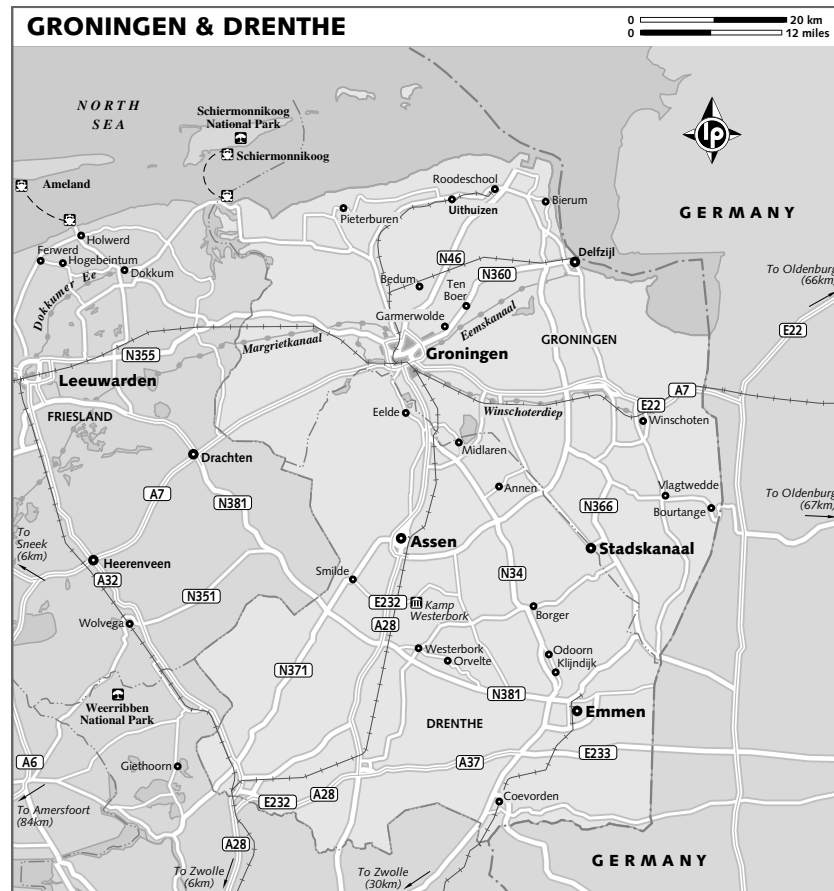 GRONINGEN & DRENTHE
0 20 km
0 12 miles
NORTH
SEA
Schiermonnikoog
National Park
Schiermonnikoog
Ameland
lp
GERMANY
Roodeschool
Uithuizen
Bierum
Pieterburen
Holwerd
Ferwerd
Hogebeintum
Dokkum
Dokkumer Ee
Delfzijl
N46
N360
Bedum
Ten
Boer
To Oldenburg
(66km)
Garmerwolde
Eemskanaal
E22
GRONINGEN
Margrietkanaal
N355
Groningen
Leeuwarden
A7
E22
FRIESLAND
Eelde
Winschoterdiep
Winschoten
Midlaren
Drachten
A7
N381
Annen
N366
Vlagtwedde
Bourtange
To Oldenburg
(67km)
To
Sneek
(6km)
Assen
Stadskanaal
Heerenveen
A32
Smilde
N34
N351
E232
Kamp
Westerbork
Borger
Wolvega
A28
Westerbork
Orvelte
Odoorn
Klijndijk
N371
N381
Weerribben
National Park
Emmen
DRENTHE
A6
Giethoorn
A37
E233
E232
A28
Coevorden
To Amersfoort
(84km)
A28
To Zwolle
(6km)
To Zwolle
(30km)
GERMANY